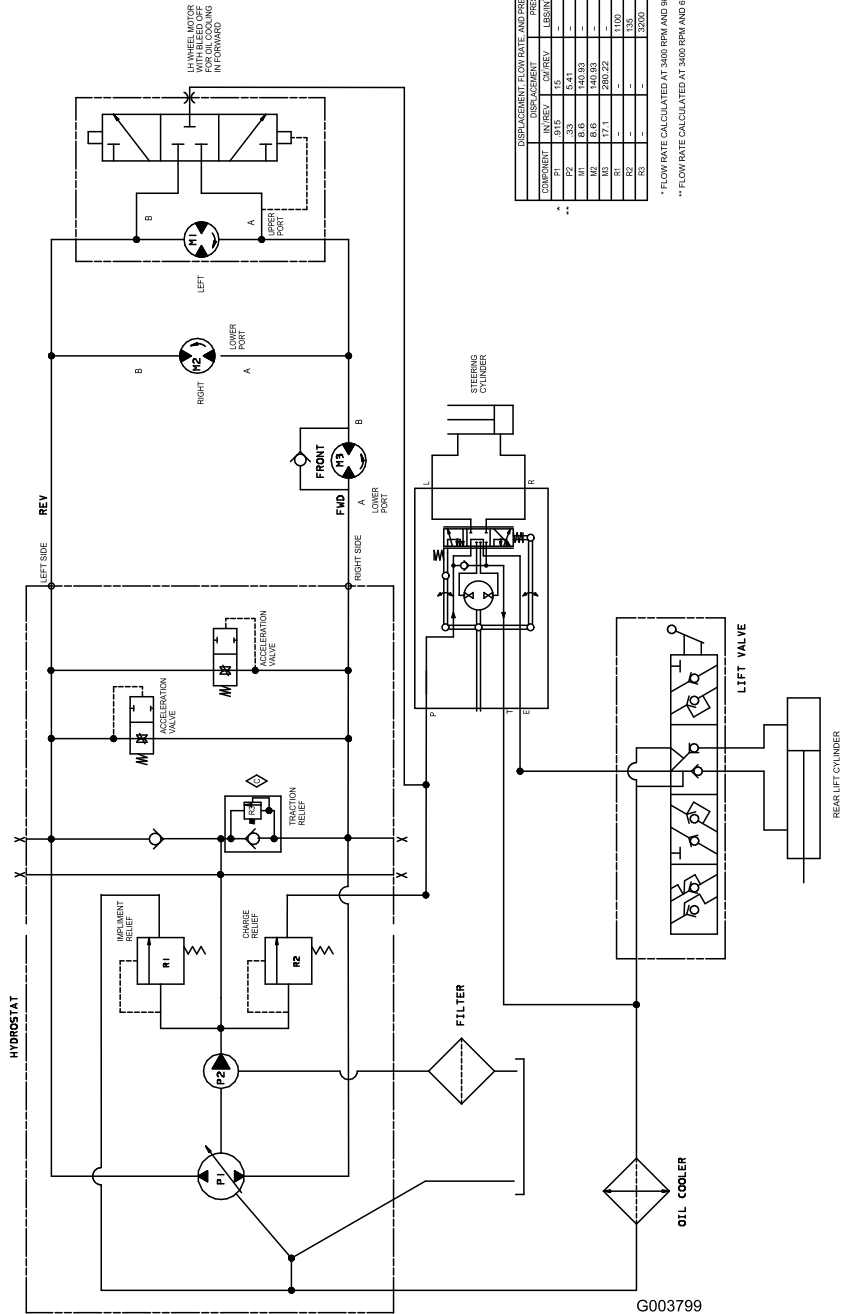 HYDROSTAT
IMPLIMENT
RELIEF
R1
CHARGE
RELIEF
R2
P1
P2
TRACTION
RELIEF
R3
C
ACCELERATION
VALVE
ACCELERATION
VALVE
LEFT SIDE
REV
RIGHT SIDE
FWD
FRONT
M3
A
B
LOWER
PORT
M2
RIGHT
B
A
LOWER
PORT
M1
LEFT
B
A
UPPER
PORT
LH WHEEL MOTOR
WITH BLEED OFF
FOR OIL COOLING
IN FORWARD
STEERING
CYLINDER
L
R
P
T
E
FILTER
OIL COOLER
LIFT VALVE
REAR LIFT CYLINDER
DISPLACEMENT, FLOW RATE, AND PRE
DISPLACEMENT PRES
COMPONENT IN³/REV CM³/REV LBS/IN
* P1 .915 15 –
** P2 .33 5.41 –
M1 8.6 140.93 –
M2 8.6 140.93 –
M3 17.1 280.22 –
R1 – – 1100
R2 – – 135
R3 – – 3200
* FLOW RATE CALCULATED AT 3400 RPM AND 9
** FLOW RATE CALCULATED AT 3400 RPM AND 6
G003799